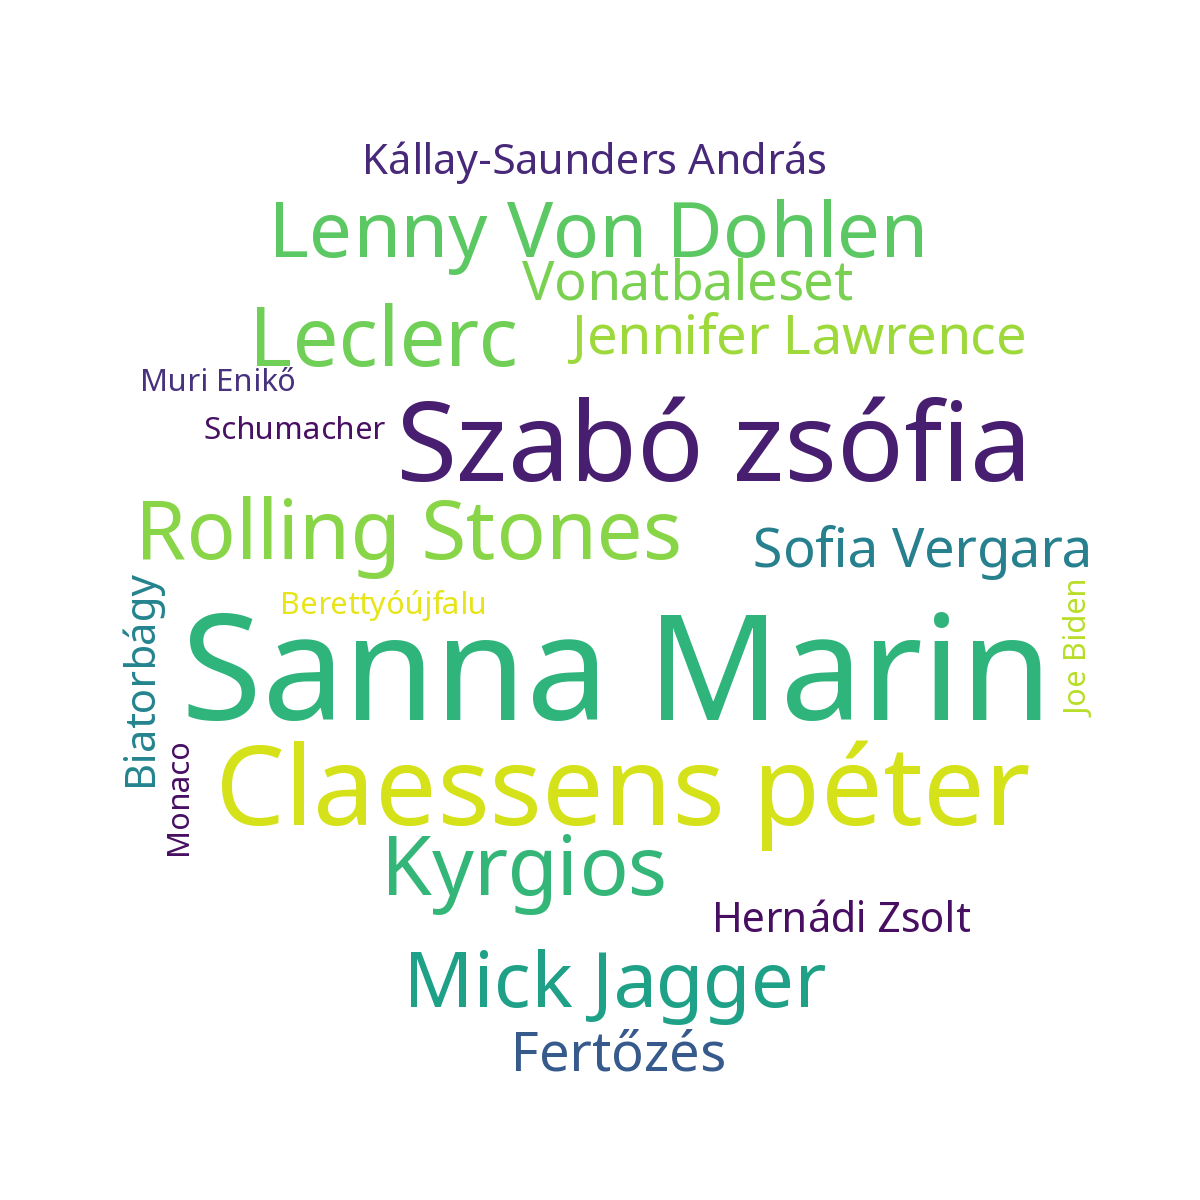 Kállay-Saunders András
Lenny Von Dohlen
Vonatbaleset
Leclerc
Jennifer Lawrence
Muri Enikő
Schumacher
Szabó zsófia
Rolling Stones
Sofia Vergara
Berettyóújfalu
Biatorbágy
Sanna Marin
Joe Biden
Monaco
Claessens péter
Kyrgios
Hernádi Zsolt
Mick Jagger
Fertőzés